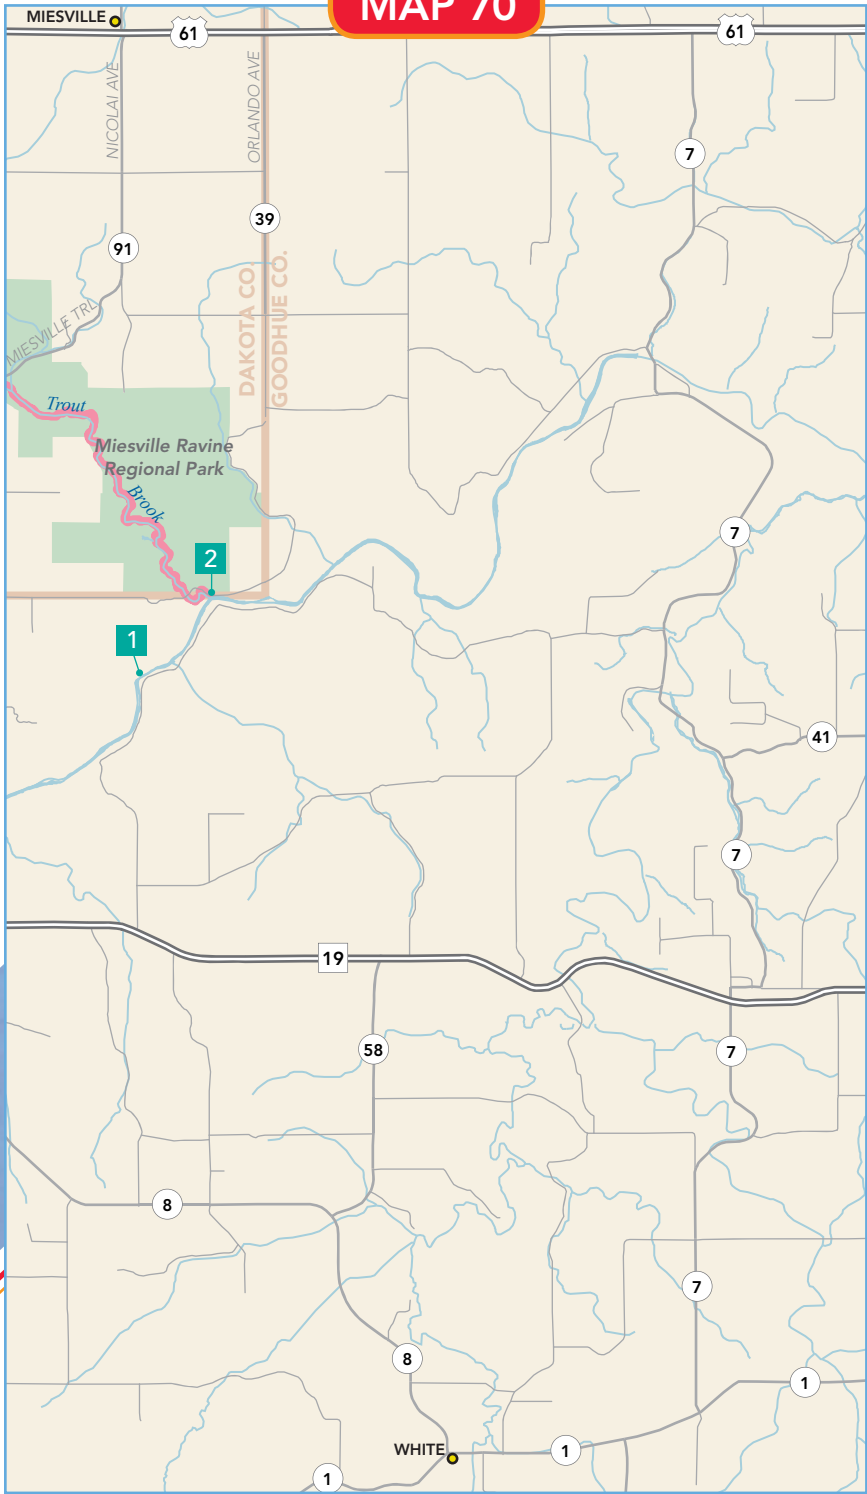 MAP 70
MIESVILLE
61
61
NICOLAI AVE
ORLANDO AVE
7
39
91
DAKOTA CO.
GOODHUE CO.
MIESVILLE TRL
Trout
Miesville Ravine
Regional Park
Brook
7
2
1
41
7
19
58
7
8
7
8
1
WHITE
1
1